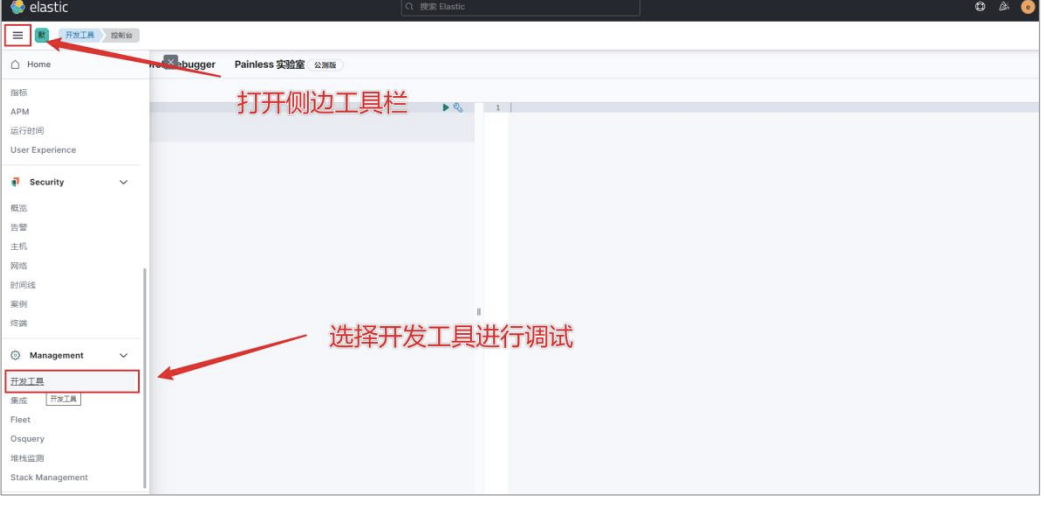 elastic
搜索 Elastic
e
默
开发工具
控制台
Home
bugger
Painless 实验室
公测版
指标
打开侧边工具栏
1
APM
运行时间
User Experience
Security
概览
告警
主机
网络
时间线
案例
终端
选择开发工具进行调试
Management
开发工具
集成
开发工具
Fleet
Osquery
堆栈监测
Stack Management